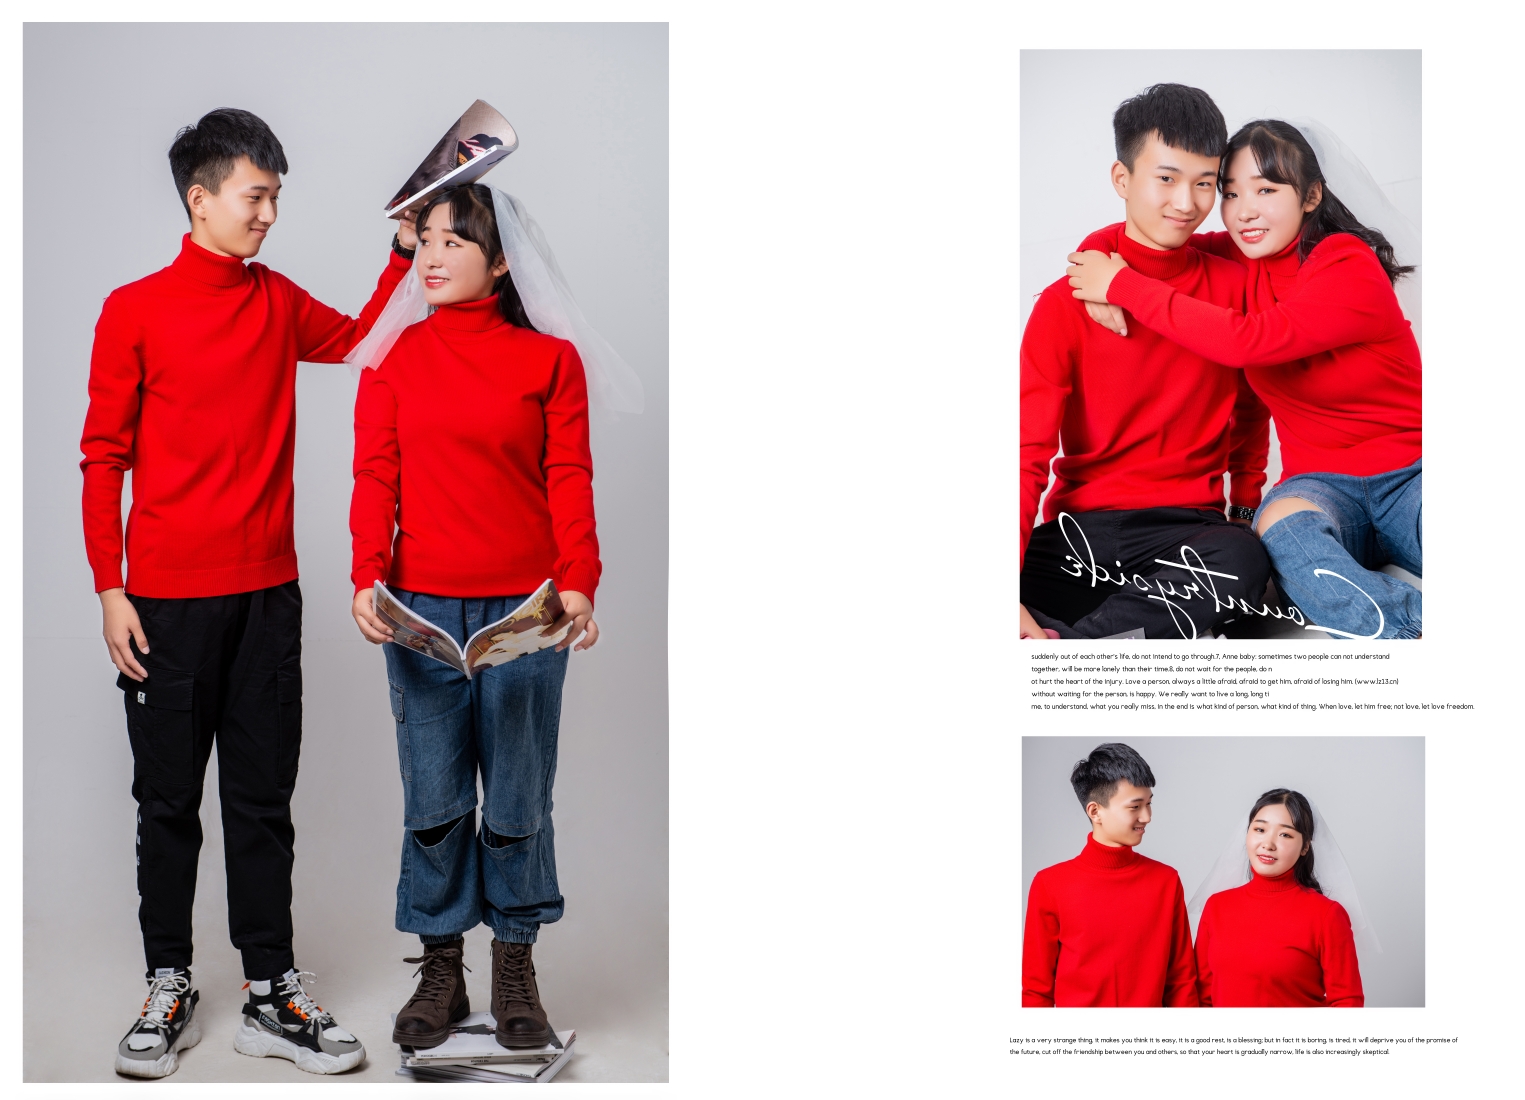 Countryside
suddenly out of each other's life, do not intend to go through.7, Anne baby: sometimes two people can not understand
together, will be more lonely than their time.8, do not wait for the people, do n
ot hurt the heart of the injury. Love a person, always a little afraid, afraid to get him, afraid of losing him. (www.lz13.cn)
without waiting for the person, is happy. We really want to live a long, long ti
me, to understand, what you really miss, in the end is what kind of person, what kind of thing. When love, let him free; not love, let love freedom.
Lazy is a very strange thing, it makes you think it is easy, it is a good rest, is a blessing; but in fact it is boring, is tired, it will deprive you of the promise of
the future, cut off the friendship between you and others, so that your heart is gradually narrow, life is also increasingly skeptical.